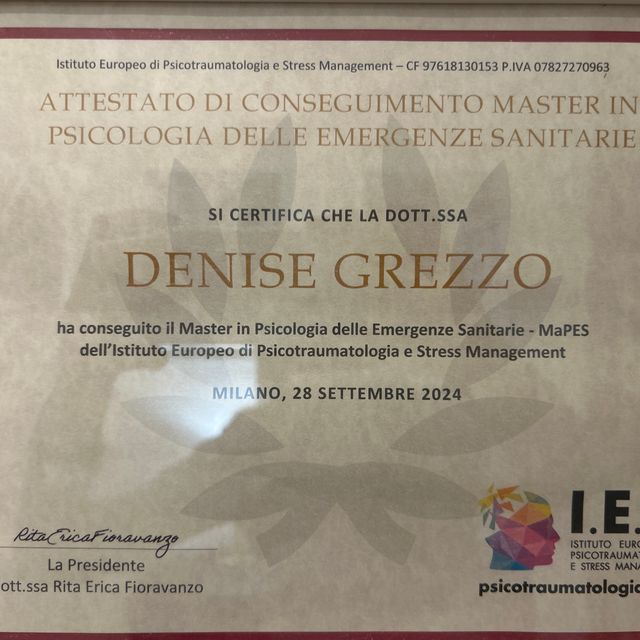 Istituto Europeo di Psicotraumatologia e Stress Management – CF 97618130153 P.IVA 07827270963
ATTESTATO DI CONSEGUIMENTO MASTER IN
PSICOLOGIA DELLE EMERGENZE SANITARIE
SI CERTIFICA CHE LA DOTT.SSA
DENISE GREZZO
ha conseguito il Master in Psicologia delle Emergenze Sanitarie - MaPES
dell'Istituto Europeo di Psicotraumatologia e Stress Management
MILANO, 28 SETTEMBRE 2024
Rita Erica Fioravanzo
La Presidente
ott.ssa Rita Erica Fioravanzo
I.E.
ISTITUTO EURO
PSICOTRAUMAT
E STRESS MANA
psicotraumatologia